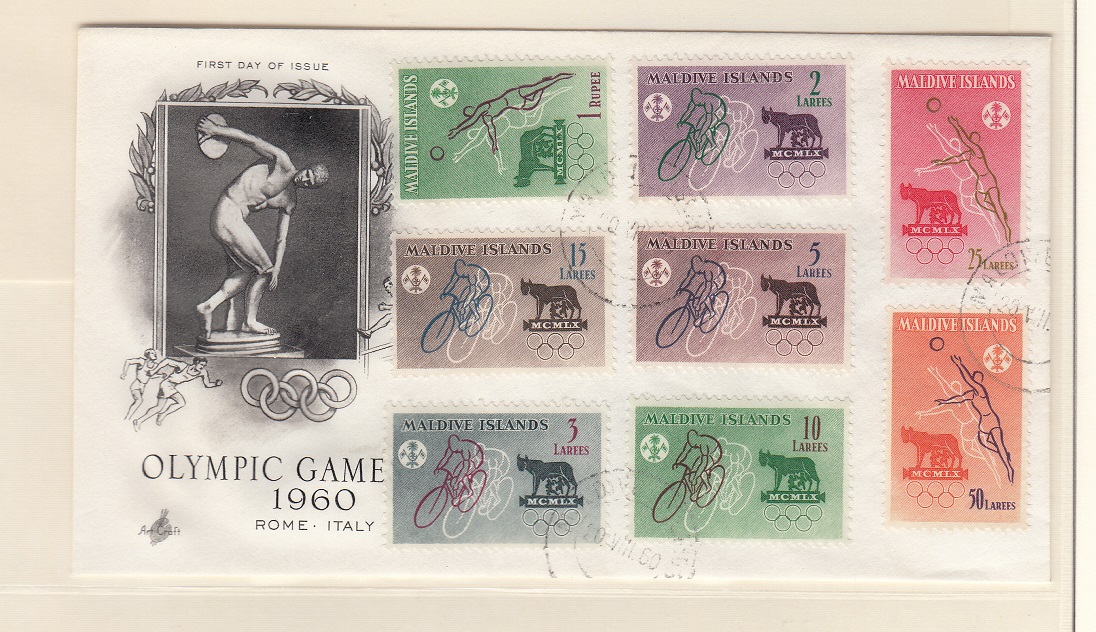 FIRST DAY OF ISSUE
OLYMPIC GAME
1960
ROME · ITALY
Art Craft
MALDIVE ISLANDS
1 RUPEE
MCMLX
MALDIVE ISLANDS
2
LAREES
MCMLX
MALDIVE ISLANDS
MCMLX
25 LAREES
MALDIVE ISLANDS
15
LAREES
MCMLX
MALDIVE ISLANDS
5
LAREES
MCMLX
MALDIVE ISLANDS
MCMLX
50 LAREES
MALDIVE ISLANDS
3
LAREES
MCMLX
MALDIVE ISLANDS
10
LAREES
MCMLX